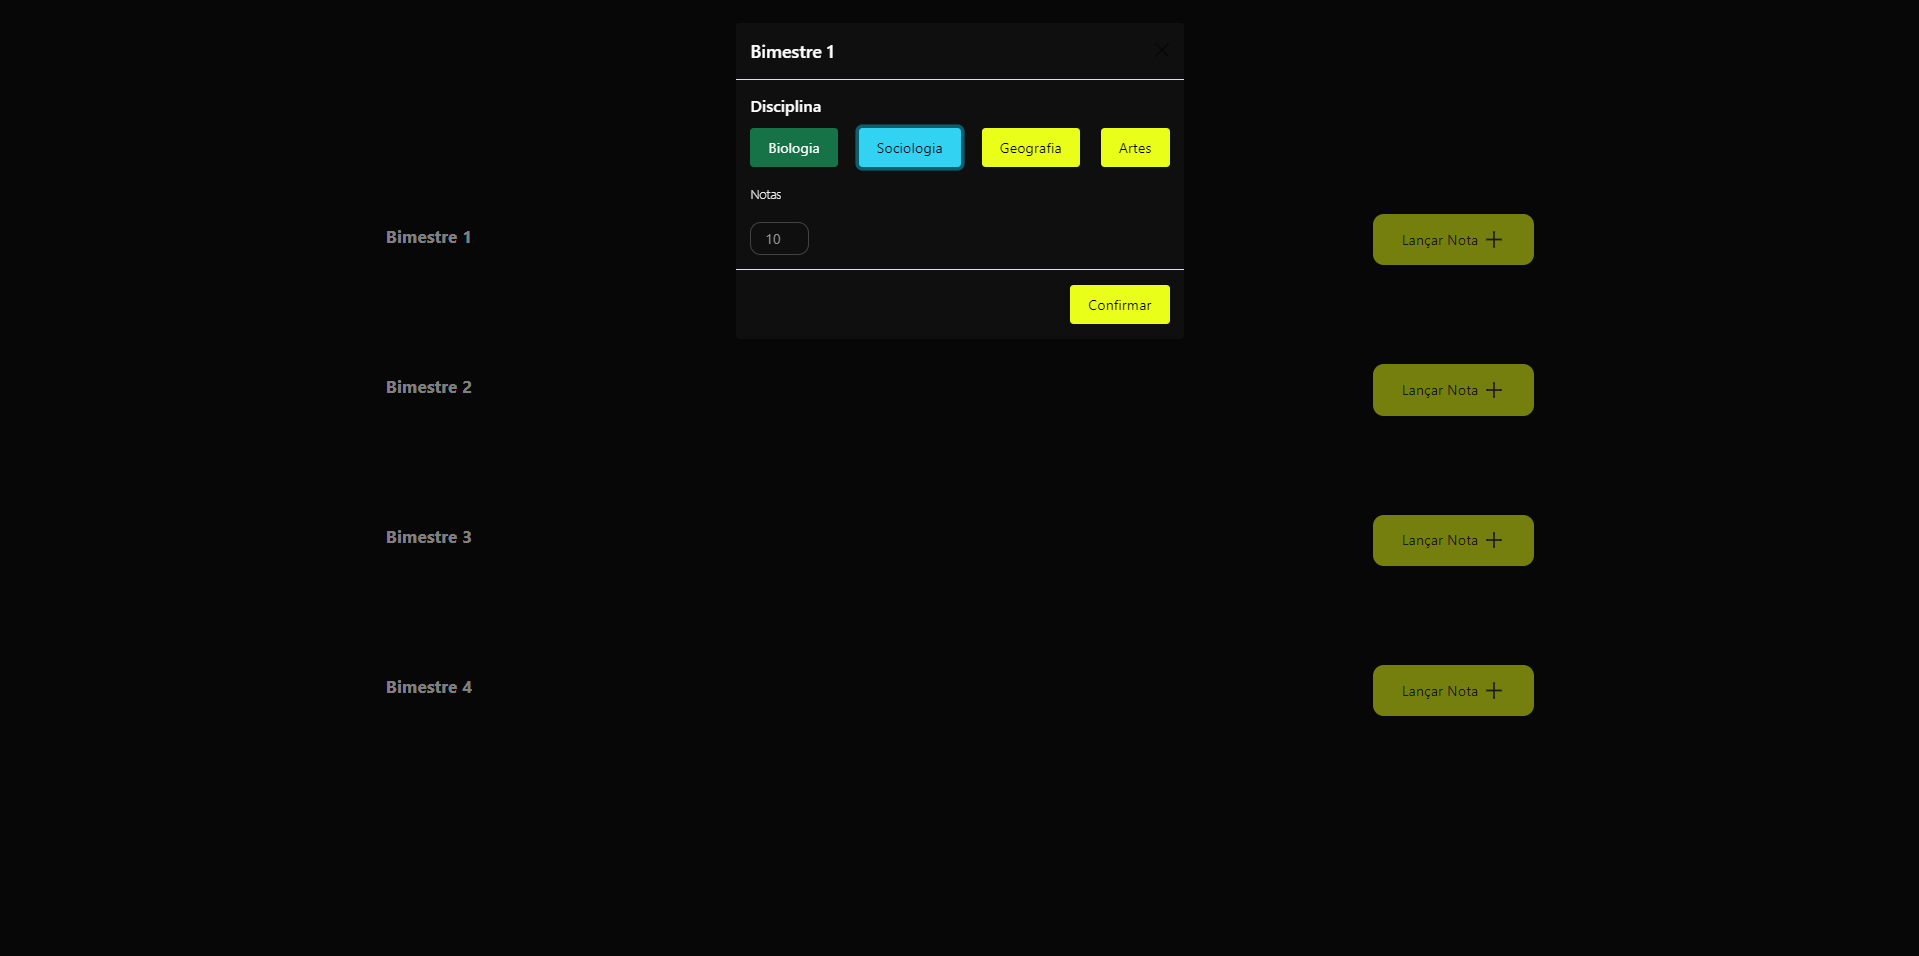 Bimestre 1
Disciplina
Biologia Sociologia Geografia Artes
Notas
10
Confirmar
Bimestre 1 Lançar Nota
Bimestre 2 Lançar Nota
Bimestre 3 Lançar Nota
Bimestre 4 Lançar Nota